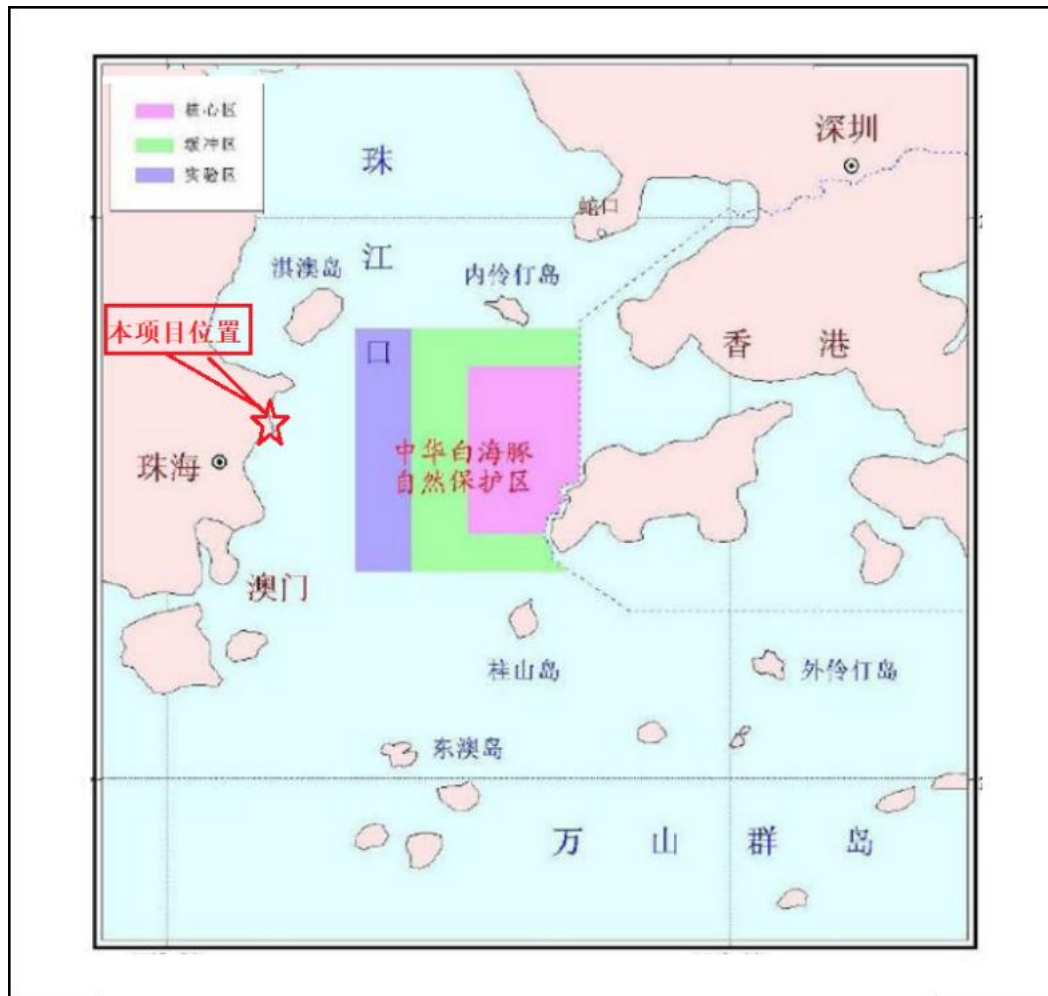 核心区
缓冲区
实验区
深圳
珠
蛇口
江
淇澳岛
内伶仃岛
本项目位置
口
香 港
中华白海豚
自然保护区
珠海
澳门
桂山岛
外伶仃岛
东澳岛
万 山 群 岛